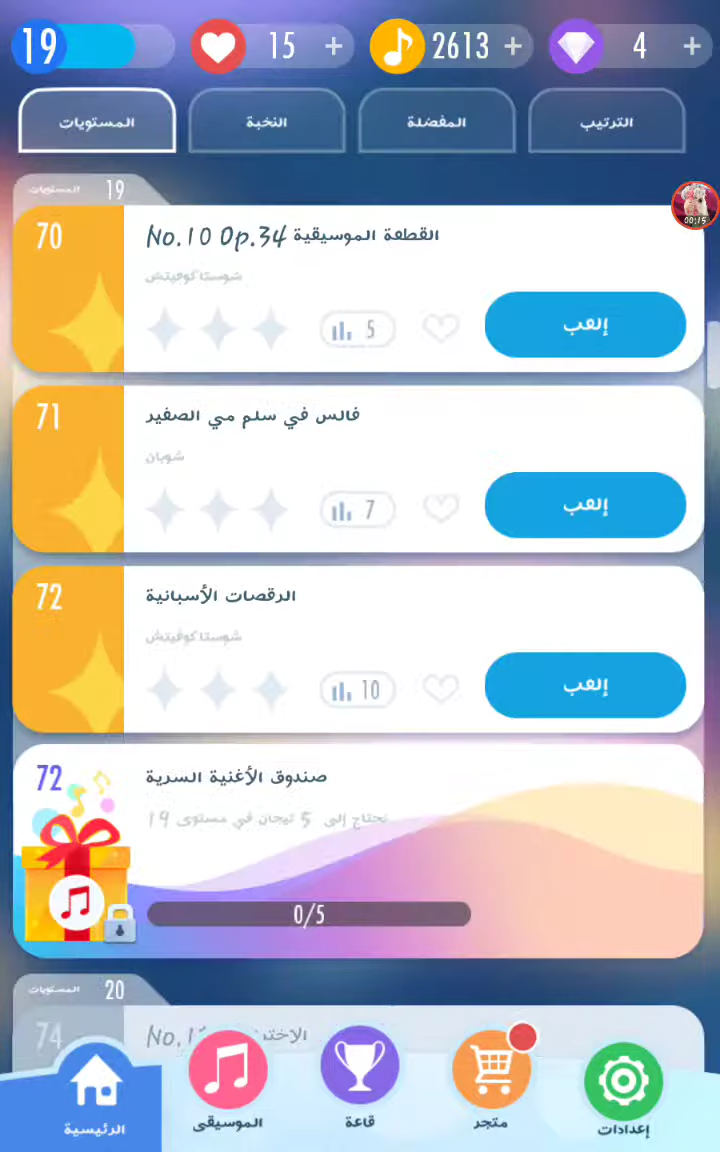 19
15 +
2613 +
4 +
المستويات
النخبة
المفضلة
الترتيب
المستويات 19
00:15
70
القطعة الموسيقية No.10 Op.34
شوستاكوفيتش
5
إلعب
71
فالس في سلم مي الصغير
شوبان
7
إلعب
72
الرقصات الأسبانية
شوستاكوفيتش
10
إلعب
72
صندوق الأغنية السرية
تحتاج إلى 5 تيجان في مستوى 19
0/5
المستويات 20
74
الرئيسية
الموسيقى
قاعة
متجر
إعدادات